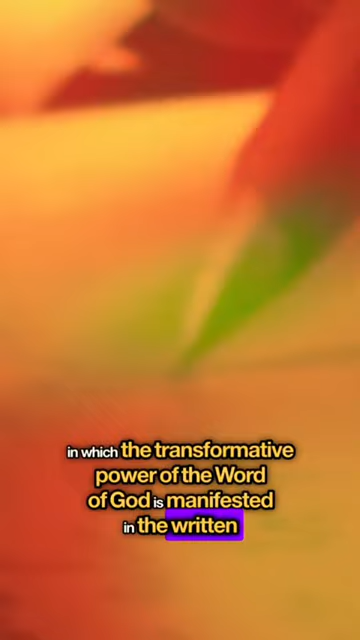 in which the transformative
power of the Word
of God is manifested
in the written